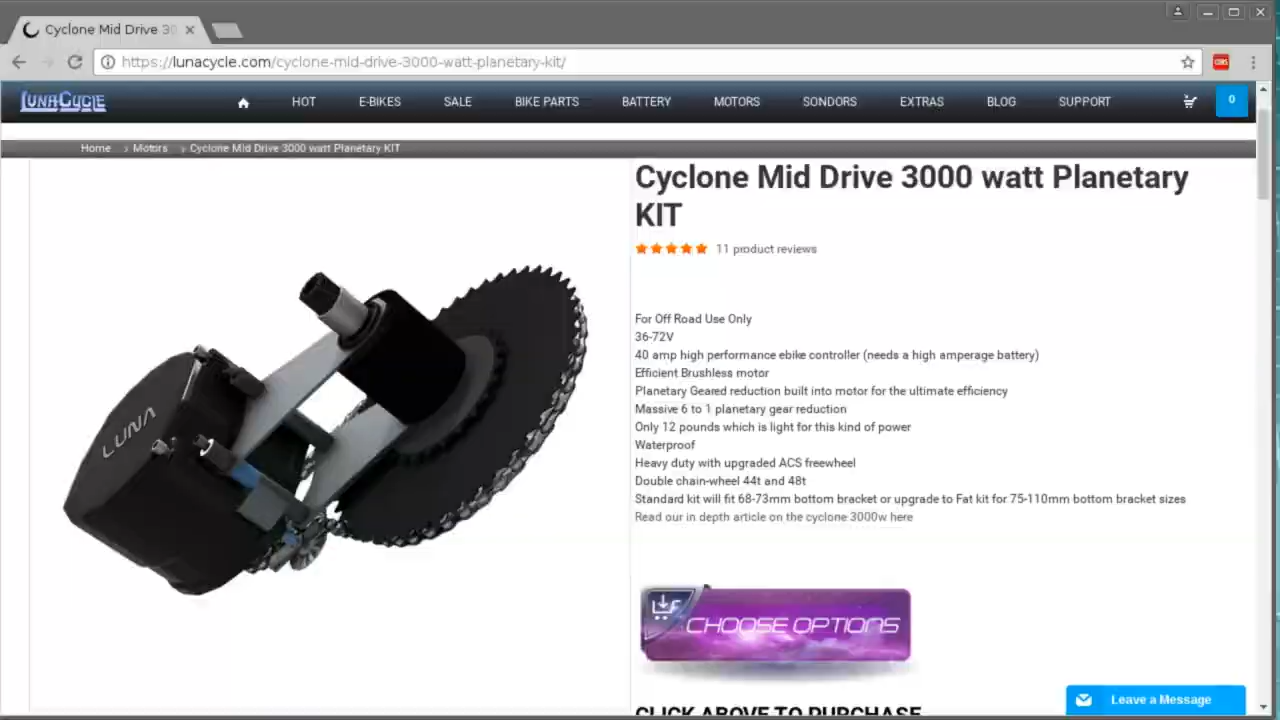 Cyclone Mid Drive 30
https://lunacycle.com/cyclone-mid-drive-3000-watt-planetary-kit/
LUNACYCLE
HOT E-BIKES SALE BIKE PARTS BATTERY MOTORS SONDORS EXTRAS BLOG SUPPORT 0
Home > Motors > Cyclone Mid Drive 3000 watt Planetary KIT
Cyclone Mid Drive 3000 watt Planetary
KIT
11 product reviews
LUNA
For Off Road Use Only
36-72V
40 amp high performance ebike controller (needs a high amperage battery)
Efficient Brushless motor
Planetary Geared reduction built into motor for the ultimate efficiency
Massive 6 to 1 planetary gear reduction
Only 12 pounds which is light for this kind of power
Waterproof
Heavy duty with upgraded ACS freewheel
Double chain-wheel 44t and 48t
Standard kit will fit 68-73mm bottom bracket or upgrade to Fat kit for 75-110mm bottom bracket sizes
Read our in depth article on the cyclone 3000w here
CHOOSE OPTIONS
CLICK ABOVE TO PURCHASE
Leave a Message